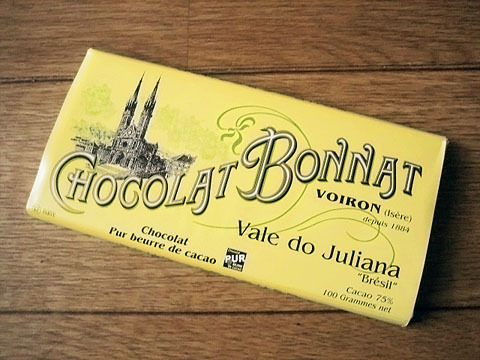 CHOCOLAT BONNAT
VOIRON (Isère)
depuis 1884
Vale do Juliana
"Brésil"
Chocolat
Pur beurre de cacao
PUR
Cacao 75%
100 Grammes net